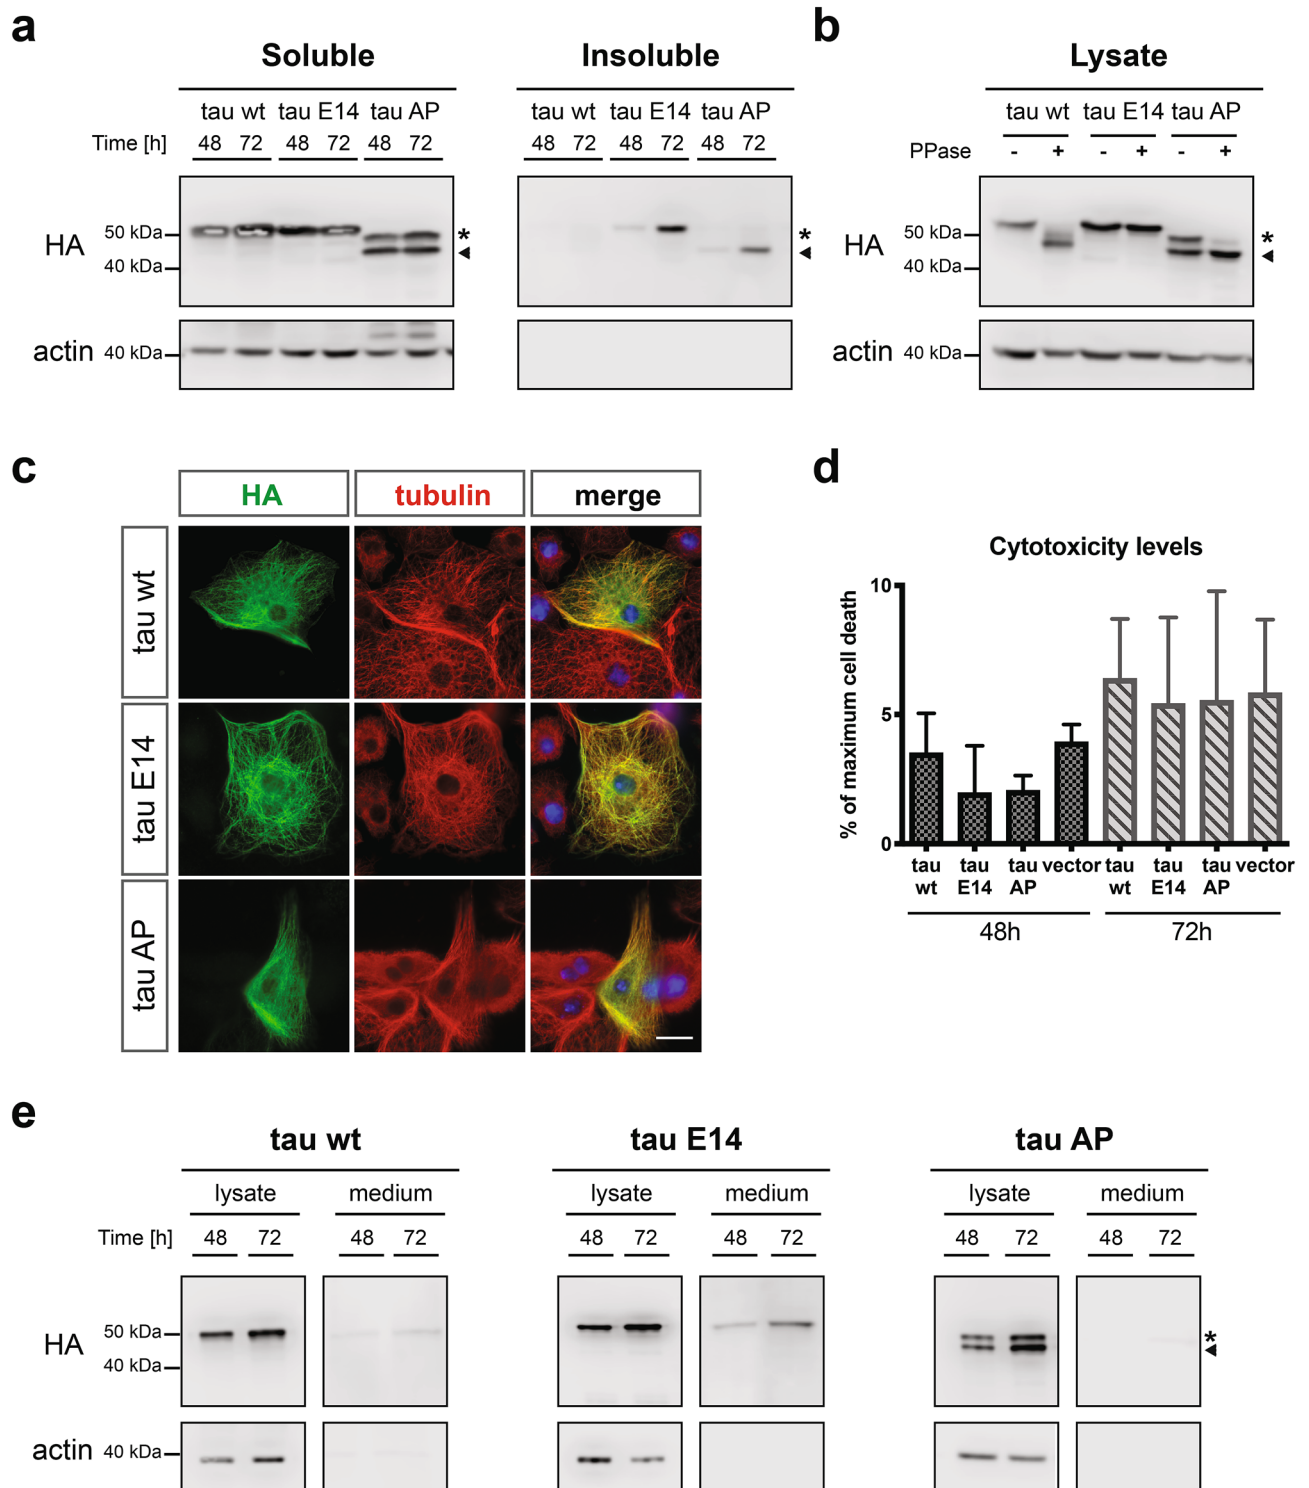 a
Soluble
Insoluble
tau wt tau E14 tau AP
tau wt tau E14 tau AP
Time [h] 48 72 48 72 48 72
48 72 48 72 48 72
HA
50 kDa
40 kDa
*
◄
*
◄
actin 40 kDa
b
Lysate
tau wt tau E14 tau AP
PPase - + - + - +
HA
50 kDa
40 kDa
*
◄
actin 40 kDa
c
HA tubulin merge
tau wt
tau E14
tau AP
d
Cytotoxicity levels
% of maximum cell death
10
5
0
tau wt
tau E14
tau AP
vector
tau wt
tau E14
tau AP
vector
48h 72h
e
tau wt tau E14 tau AP
lysate medium lysate medium lysate medium
Time [h] 48 72 48 72 48 72 48 72 48 72 48 72
HA
50 kDa
40 kDa
*
◄
actin 40 kDa